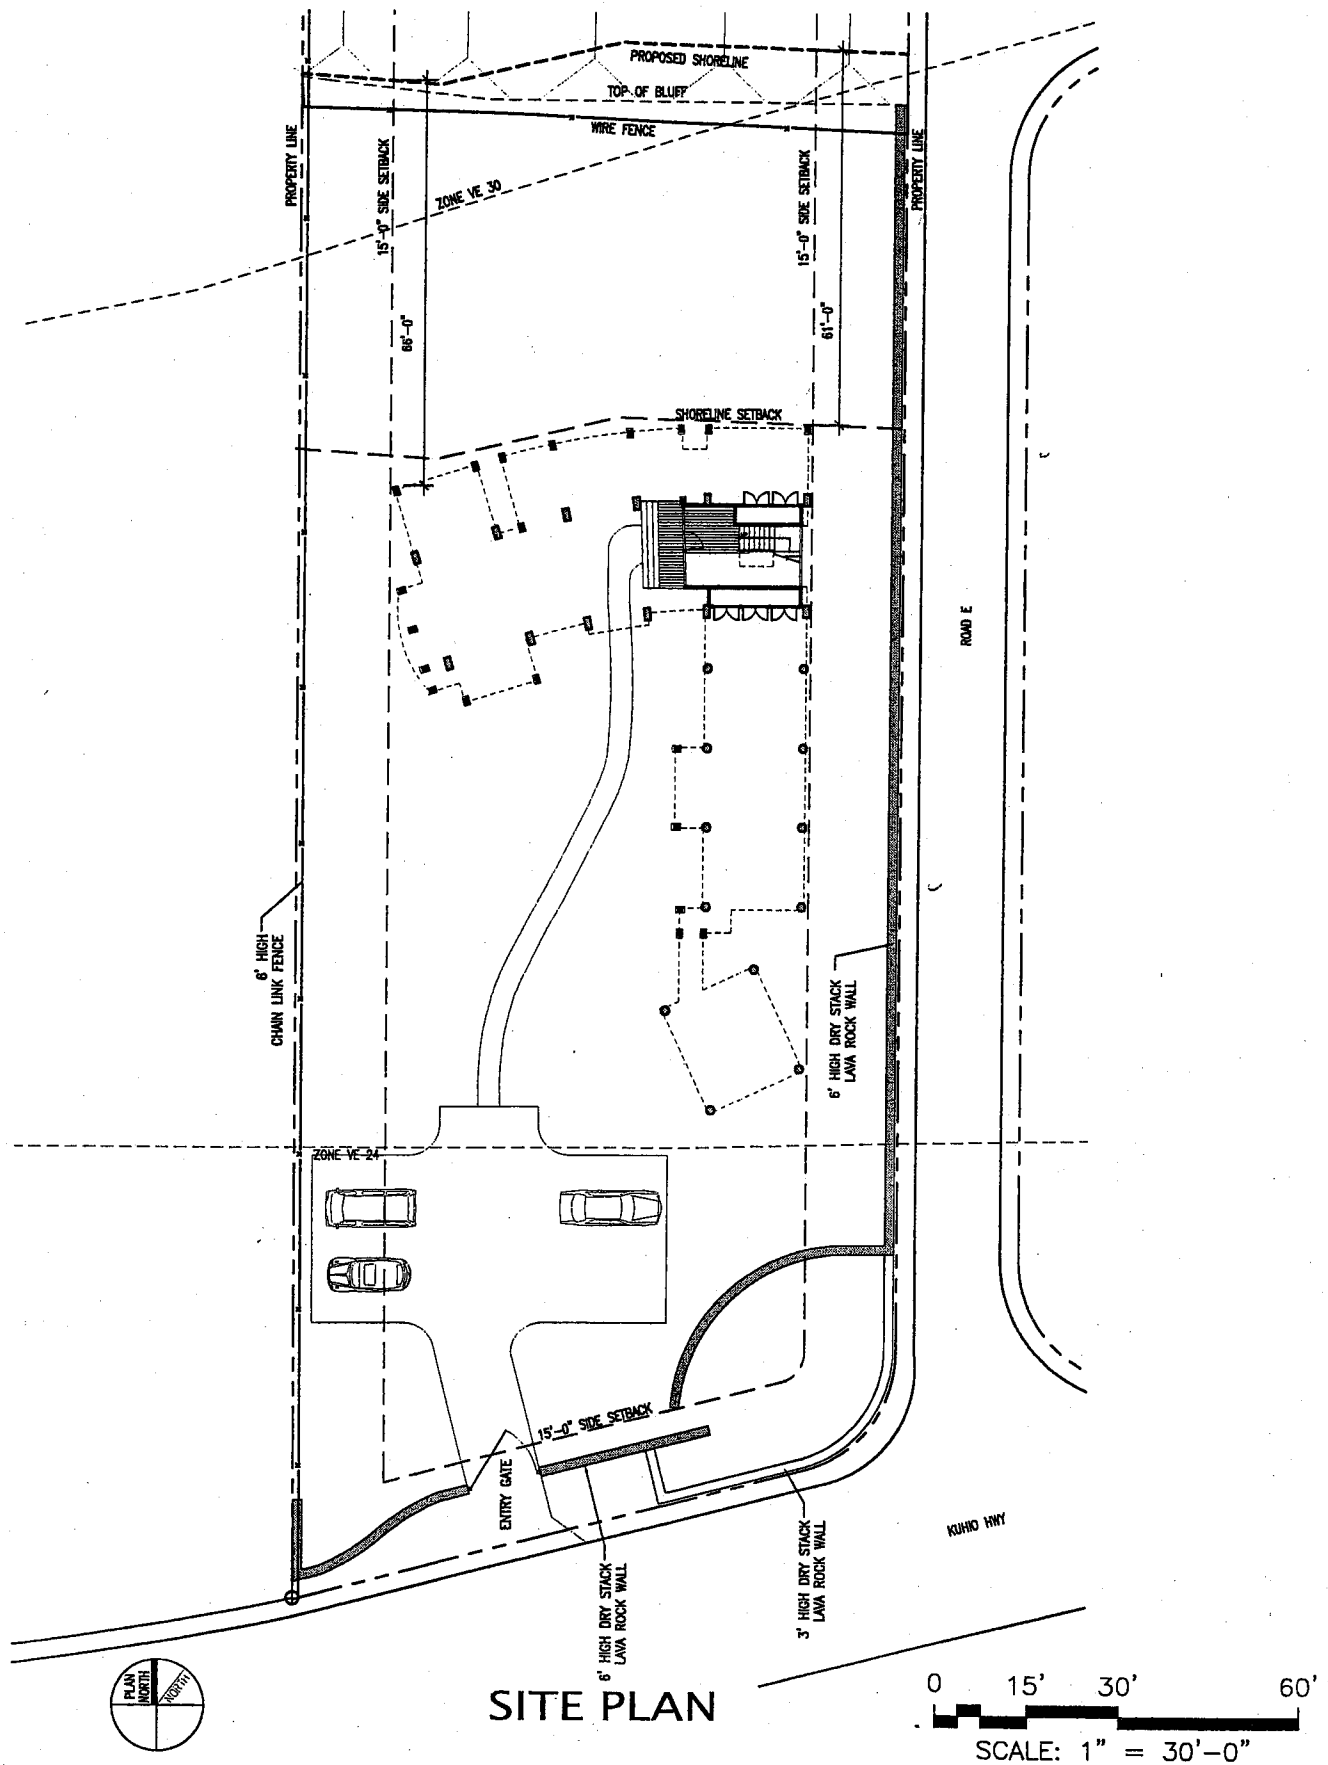 PROPOSED SHORELINE
TOP OF BLUFF
WIRE FENCE
PROPERTY LINE
15'-0" SIDE SETBACK
ZONE VE 30
15'-0" SIDE SETBACK
PROPERTY LINE
66'-0"
61'-0"
SHORELINE SETBACK
ROAD E
6' HIGH
CHAIN LINK FENCE
6' HIGH DRY STACK
LAVA ROCK WALL
ZONE VE 24
15'-0" SIDE SETBACK
ENTRY GATE
KUHIO HWY
6' HIGH DRY STACK
LAVA ROCK WALL
3' HIGH DRY STACK
LAVA ROCK WALL
PLAN
NORTH
NORTH
SITE PLAN
0 15' 30' 60'
SCALE: 1" = 30'-0"